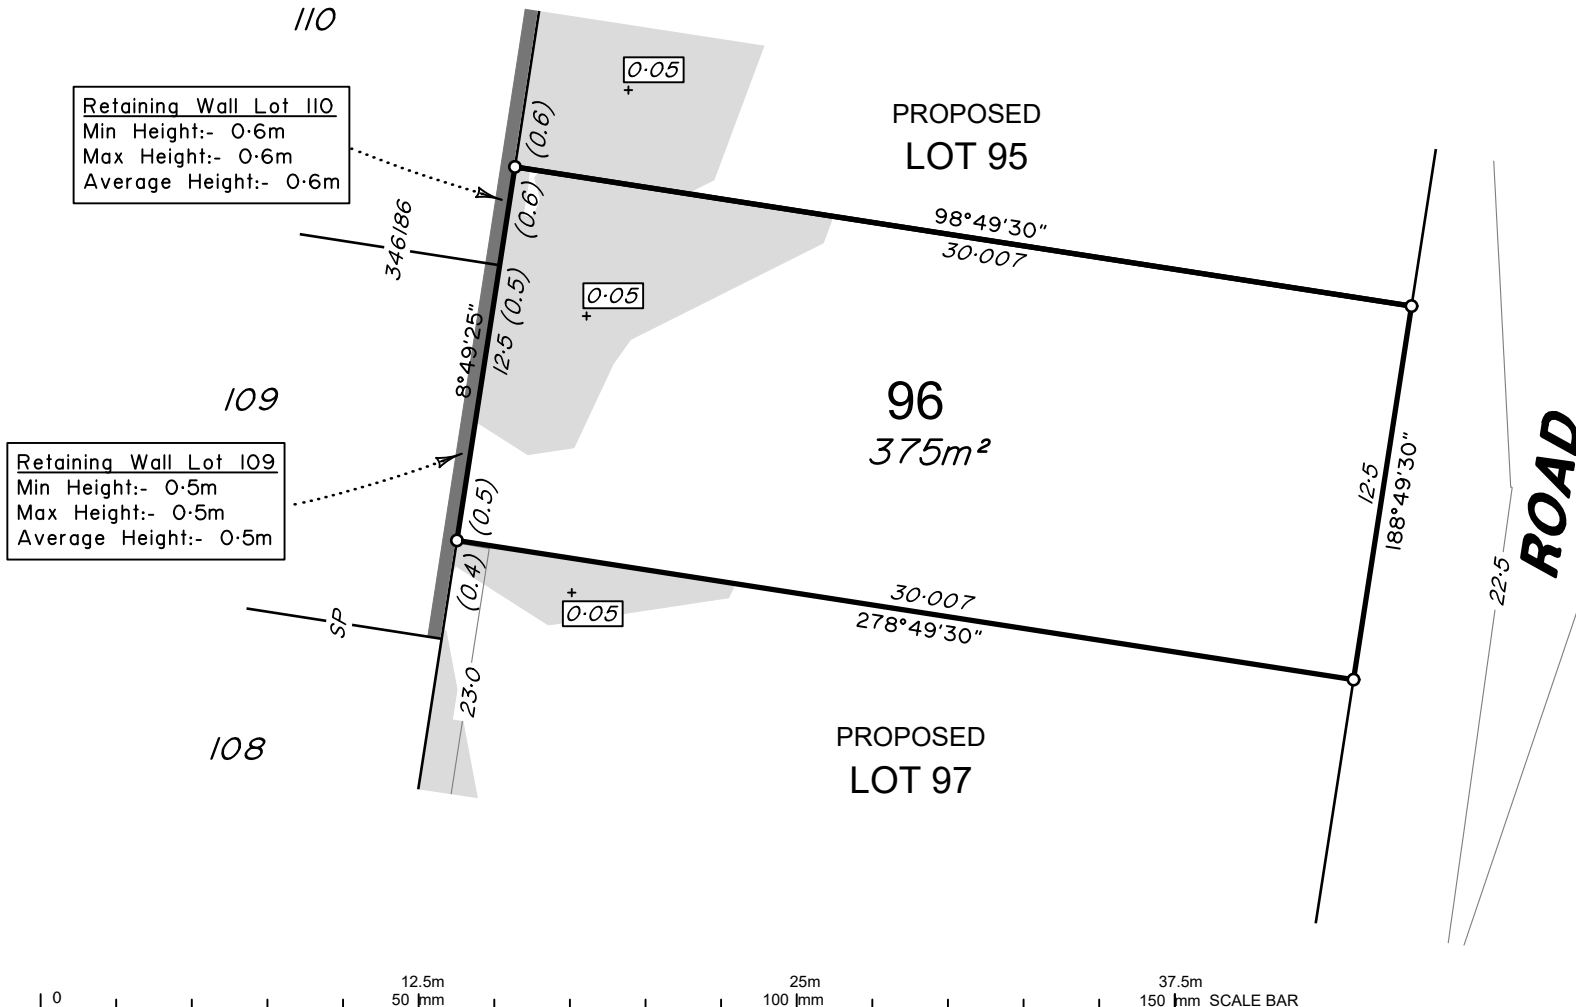 110
0·05
Retaining Wall Lot 110
Min Height:- 0·6m
Max Height:- 0·6m
Average Height:- 0·6m
(0.6)
PROPOSED
LOT 95
(0.6)
346186
98°49'30"
30·007
(0.5)
0·05
8°49'25"
12·5
109
96
375m²
Retaining Wall Lot 109
Min Height:- 0·5m
Max Height:- 0·5m
Average Height:- 0·5m
(0.5)
12·5
188°49'30"
ROAD
22·5
(0.4)
0·05
30·007
278°49'30"
SP
23·0
108
PROPOSED
LOT 97
12.5m
25m
37.5m
0
50 mm
100 mm
150 mm SCALE BAR